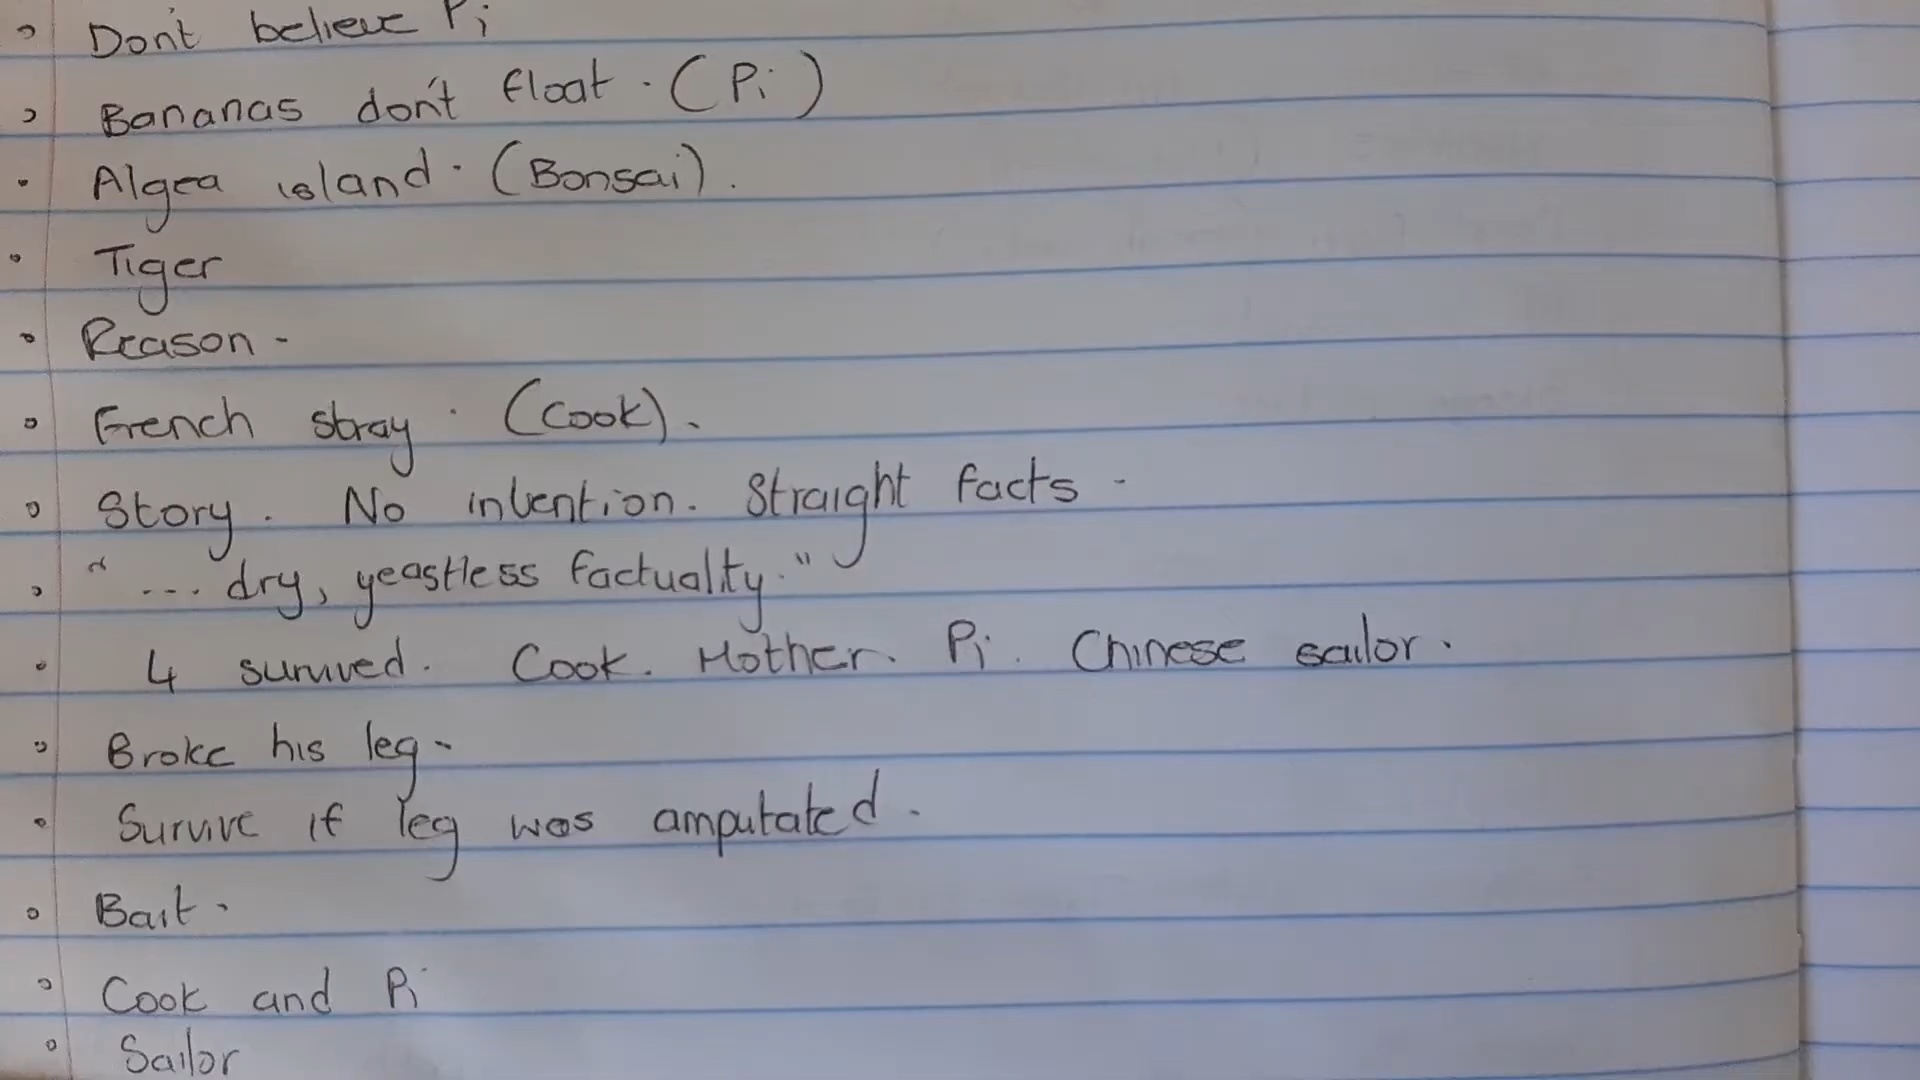 Don't believe Pi
Bananas don't float. (Pi)
Algea island. (Bonsai).
Tiger
Reason -
French stray. (Cook).
Story. No intention. Straight facts -
"... dry, yeastless factuality."
4 survived. Cook. Mother. Pi. Chinese sailor.
Broke his leg -
Survive if leg was amputated.
Bait.
Cook and Pi
Sailor